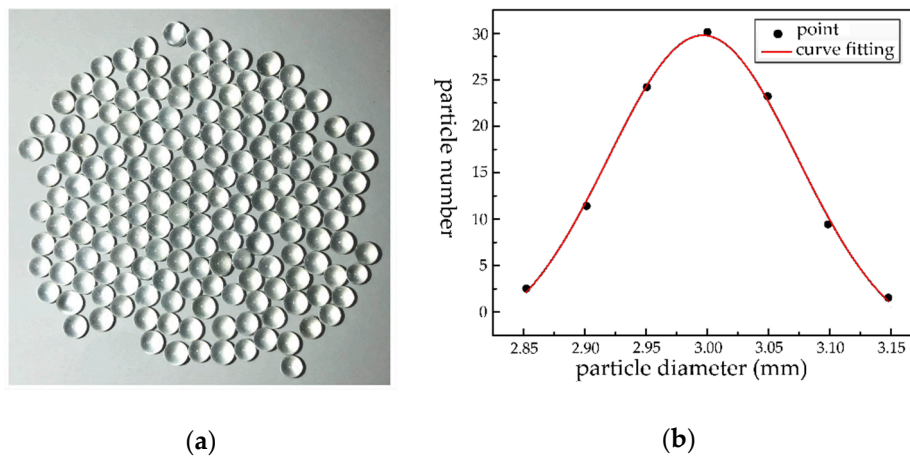 30
25
20
15
10
5
0
particle number
point
curve fitting
2.85 2.90 2.95 3.00 3.05 3.10 3.15
particle diameter (mm)
(a) (b)